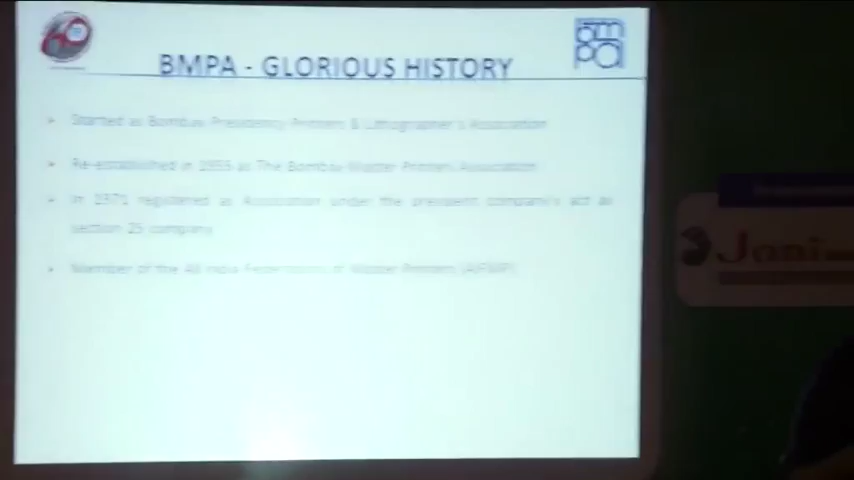 60
bmpa
BMPA - GLORIOUS HISTORY
Started as Bombay Presidency Printers & Lithographer's Association
Re-established in 1955 as The Bombay Master Printers Association
In 1971 registered as Association under the president company's act as
section 25 company
Member of the All India Federation of Master Printers (AIFMP)